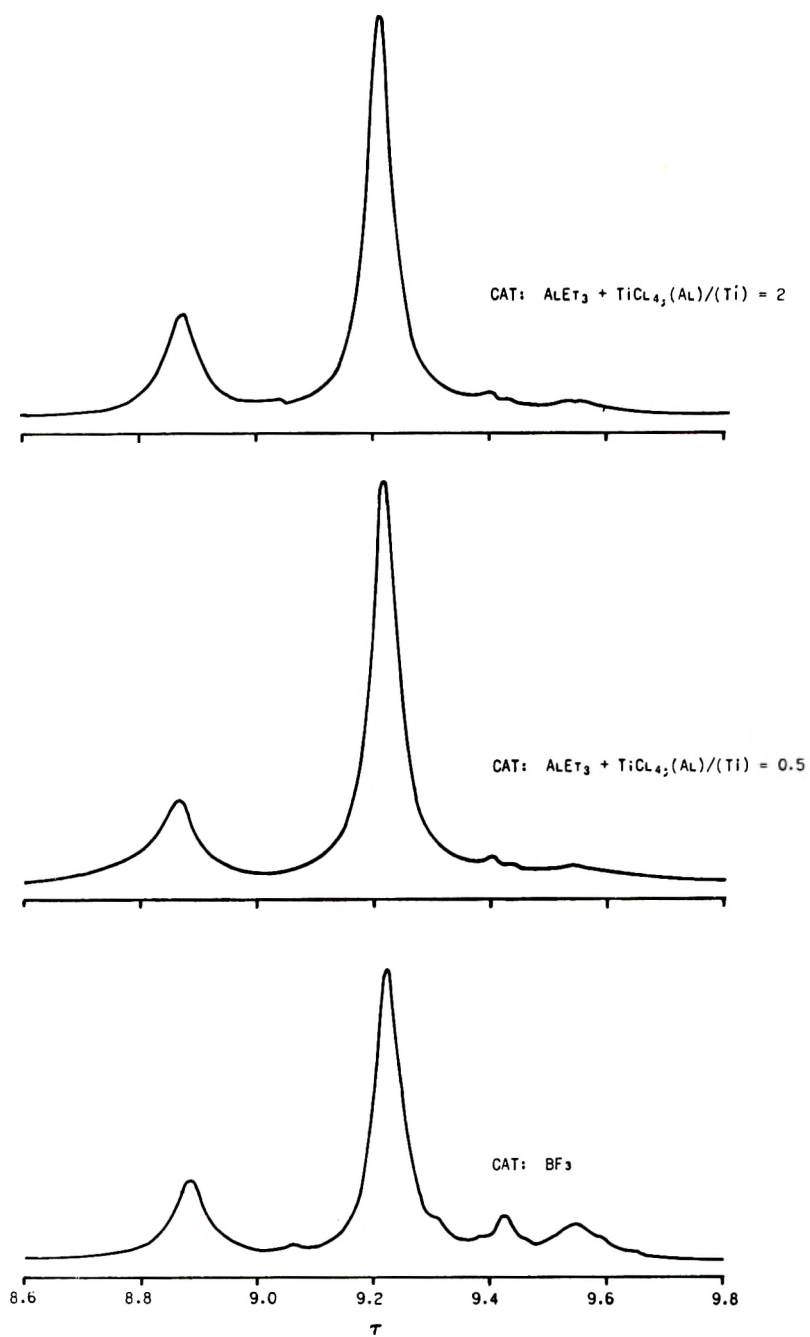 CAT: ALET₃ + TiCL₄;(AL)/(Ti) = 2
CAT: ALET₃ + TiCL₄;(AL)/(Ti) = 0.5
CAT: BF₃
8.6 8.8 9.0 9.2 9.4 9.6 9.8
τ